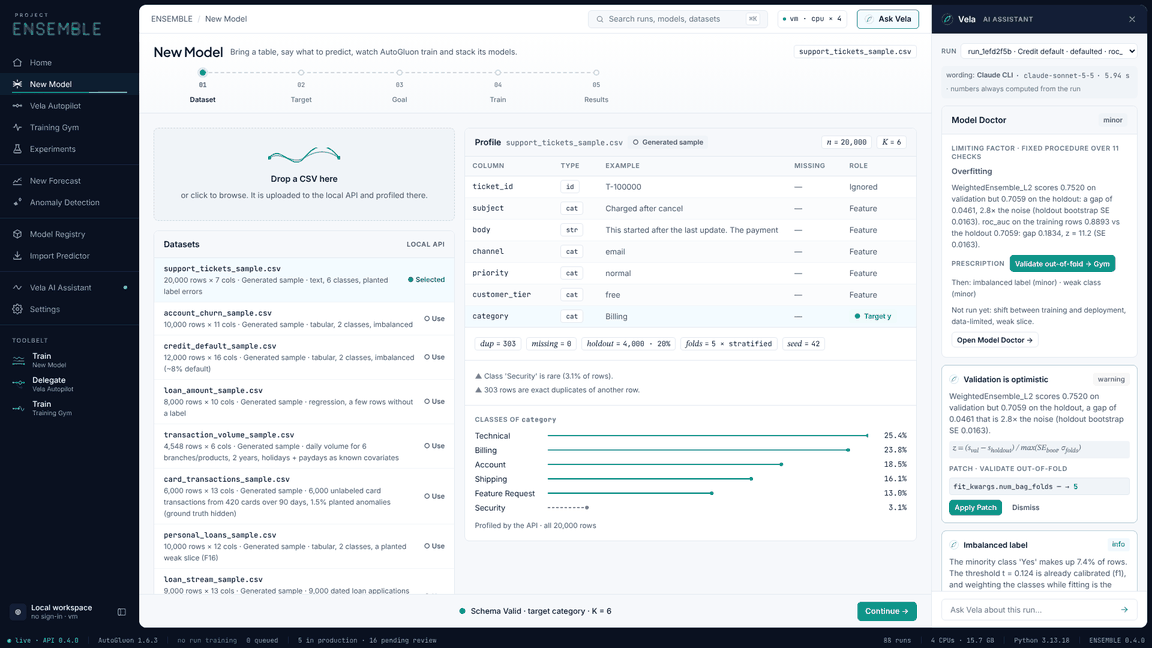 PROJECT
ENSEMBLE
Home
New Model
Vela Autopilot
Training Gym
Experiments
New Forecast
Anomaly Detection
Model Registry
Import Predictor
Vela AI Assistant
Settings
TOOLBELT
Train
New Model
Delegate
Vela Autopilot
Train
Training Gym
Local workspace
no sign-in · vm
ENSEMBLE / New Model
Search runs, models, datasets
⌘K
vm · cpu × 4
Ask Vela
New Model
Bring a table, say what to predict, watch AutoGluon train and stack its models.
support_tickets_sample.csv
01 02 03 04 05
Dataset Target Goal Train Results
Drop a CSV here
or click to browse. It is uploaded to the local API and profiled there.
Datasets LOCAL API
support_tickets_sample.csv
20,000 rows × 7 cols · Generated sample · text, 6 classes, planted
label errors
Selected
account_churn_sample.csv
10,000 rows × 11 cols · Generated sample · tabular, 2 classes, imbalanced
Use
credit_default_sample.csv
12,000 rows × 16 cols · Generated sample · tabular, 2 classes, imbalanced
(~8% default)
Use
loan_amount_sample.csv
8,000 rows × 10 cols · Generated sample · regression, a few rows without
a label
Use
transaction_volume_sample.csv
4,548 rows × 6 cols · Generated sample · daily volume for 6
branches/products, 2 years, holidays + paydays as known covariates
Use
card_transactions_sample.csv
6,000 rows × 13 cols · Generated sample · 6,000 unlabeled card
transactions from 420 cards over 90 days, 1.5% planted anomalies
(ground truth hidden)
Use
personal_loans_sample.csv
10,000 rows × 12 cols · Generated sample · tabular, 2 classes, a planted
weak slice (F16)
Use
loan_stream_sample.csv
9,000 rows × 13 cols · Generated sample · 9,000 dated loan applications
Profile support_tickets_sample.csv Generated sample n = 20,000 K = 6
COLUMN TYPE EXAMPLE MISSING ROLE
ticket_id id T-100000 — Ignored
subject cat Charged after cancel — Feature
body str This started after the last update. The payment — Feature
channel cat email — Feature
priority cat normal — Feature
customer_tier cat free — Feature
category cat Billing — Target y
dup = 303 missing = 0 holdout = 4,000 · 20% folds = 5 × stratified seed = 42
▲ Class 'Security' is rare (3.1% of rows).
▲ 303 rows are exact duplicates of another row.
CLASSES OF category
Technical 25.4%
Billing 23.8%
Account 18.5%
Shipping 16.1%
Feature Request 13.0%
Security 3.1%
Profiled by the API · all 20,000 rows
Schema Valid · target category · K = 6
Continue →
Vela AI ASSISTANT
RUN run_1efd2f5b · Credit default · defaulted · roc_
wording: Claude CLI · claude-sonnet-5-5 · 5.94 s
· numbers always computed from the run
Model Doctor minor
LIMITING FACTOR · FIXED PROCEDURE OVER 11
CHECKS
Overfitting
WeightedEnsemble_L2 scores 0.7520 on
validation but 0.7059 on the holdout: a gap of
0.0461, 2.8× the noise (holdout bootstrap SE
0.0163). roc_auc on the training rows 0.8893 vs
the holdout 0.7059: gap 0.1834, z = 11.2 (SE
0.0163).
PRESCRIPTION Validate out-of-fold → Gym
Then: imbalanced label (minor) · weak class
(minor)
Not run yet: shift between training and deployment,
data-limited, weak slice.
Open Model Doctor →
Validation is optimistic warning
WeightedEnsemble_L2 scores 0.7520 on
validation but 0.7059 on the holdout, a gap of
0.0461 that is 2.8× the noise (holdout bootstrap
SE 0.0163).
z = (s_val − s_holdout) / max(SE_boot, σ_folds)
PATCH · VALIDATE OUT-OF-FOLD
fit_kwargs.num_bag_folds — → 5
Apply Patch Dismiss
Imbalanced label info
The minority class 'Yes' makes up 7.4% of rows.
The threshold t = 0.124 is already calibrated (f1),
and weighting the classes while fitting is the
Ask Vela about this run...
live · API 0.4.0 AutoGluon 1.6.3 no run training 0 queued 5 in production · 16 pending review
88 runs 4 CPUs · 15.7 GB Python 3.13.18 ENSEMBLE 0.4.0